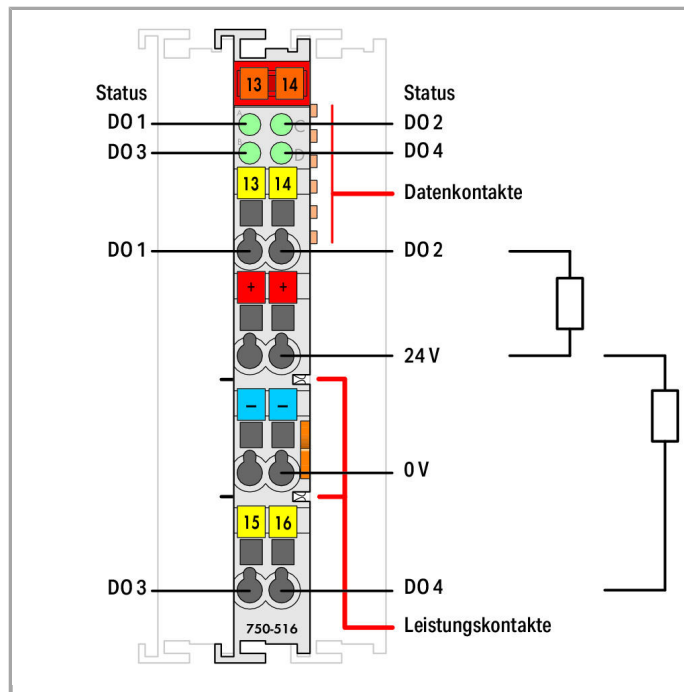 13 14
Status Status
DO 1 A C DO 2
DO 3 B D DO 4
13 14
Datenkontakte
DO 1 DO 2
+ +
24 V
− −
0 V
15 16
DO 3 DO 4
750-516
Leistungskontakte